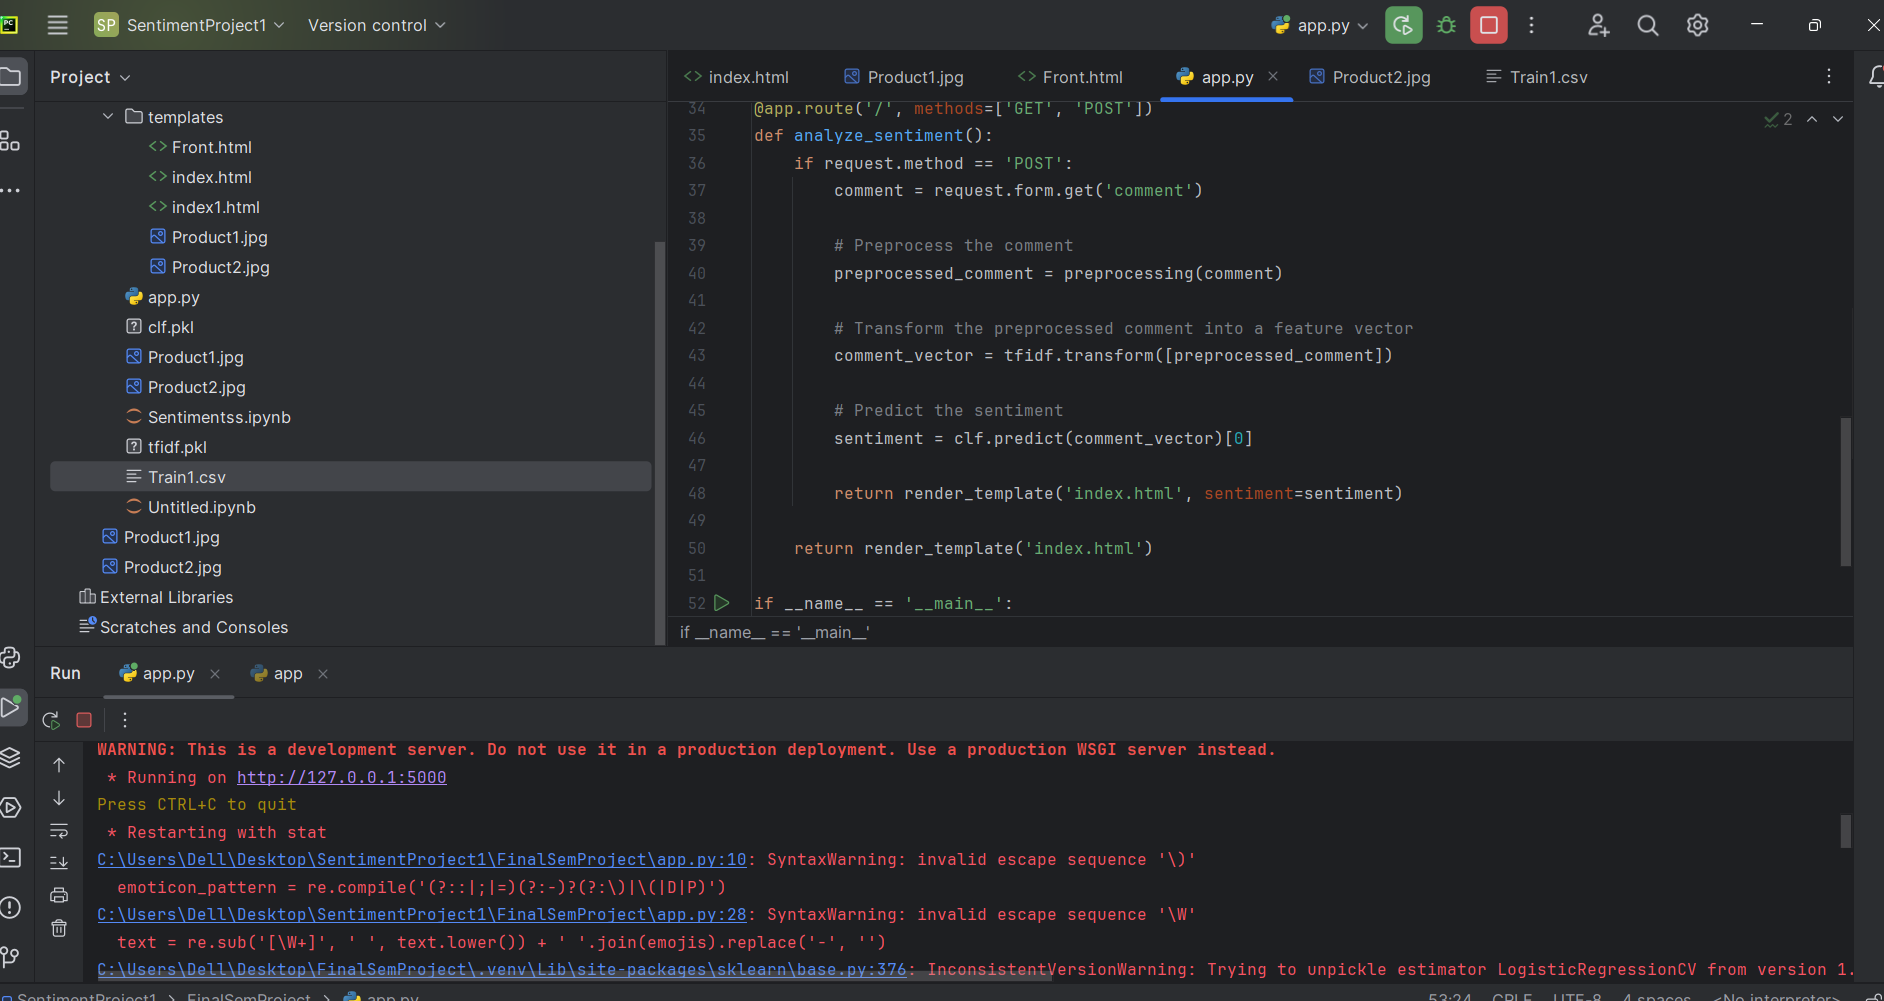 SP SentimentProject1 Version control app.py
Project
index.html Product1.jpg Front.html app.py Product2.jpg Train1.csv
templates
Front.html
index.html
index1.html
Product1.jpg
Product2.jpg
app.py
clf.pkl
Product1.jpg
Product2.jpg
Sentimentss.ipynb
tfidf.pkl
Train1.csv
Untitled.ipynb
Product1.jpg
Product2.jpg
External Libraries
Scratches and Consoles
2
34 @app.route('/', methods=['GET', 'POST'])
35 def analyze_sentiment():
36 if request.method == 'POST':
37 comment = request.form.get('comment')
38
39 # Preprocess the comment
40 preprocessed_comment = preprocessing(comment)
41
42 # Transform the preprocessed comment into a feature vector
43 comment_vector = tfidf.transform([preprocessed_comment])
44
45 # Predict the sentiment
46 sentiment = clf.predict(comment_vector)[0]
47
48 return render_template('index.html', sentiment=sentiment)
49
50 return render_template('index.html')
51
52 if __name__ == '__main__':
if __name__ == '__main__'
Run app.py app
WARNING: This is a development server. Do not use it in a production deployment. Use a production WSGI server instead.
* Running on http://127.0.0.1:5000
Press CTRL+C to quit
* Restarting with stat
C:\Users\Dell\Desktop\SentimentProject1\FinalSemProject\app.py:10: SyntaxWarning: invalid escape sequence '\)'
emoticon_pattern = re.compile('(?::|;|=)(?:-)?(?:\)|\(|D|P)')
C:\Users\Dell\Desktop\SentimentProject1\FinalSemProject\app.py:28: SyntaxWarning: invalid escape sequence '\W'
text = re.sub('[\W+]', ' ', text.lower()) + ' '.join(emojis).replace('-', '')
C:\Users\Dell\Desktop\FinalSemProject\.venv\Lib\site-packages\sklearn\base.py:376: InconsistentVersionWarning: Trying to unpickle estimator LogisticRegressionCV from version 1.
SentimentProject1 > FinalSemProject > app.py 53:24 CRLF UTF-8 4 spaces <No interpreter>